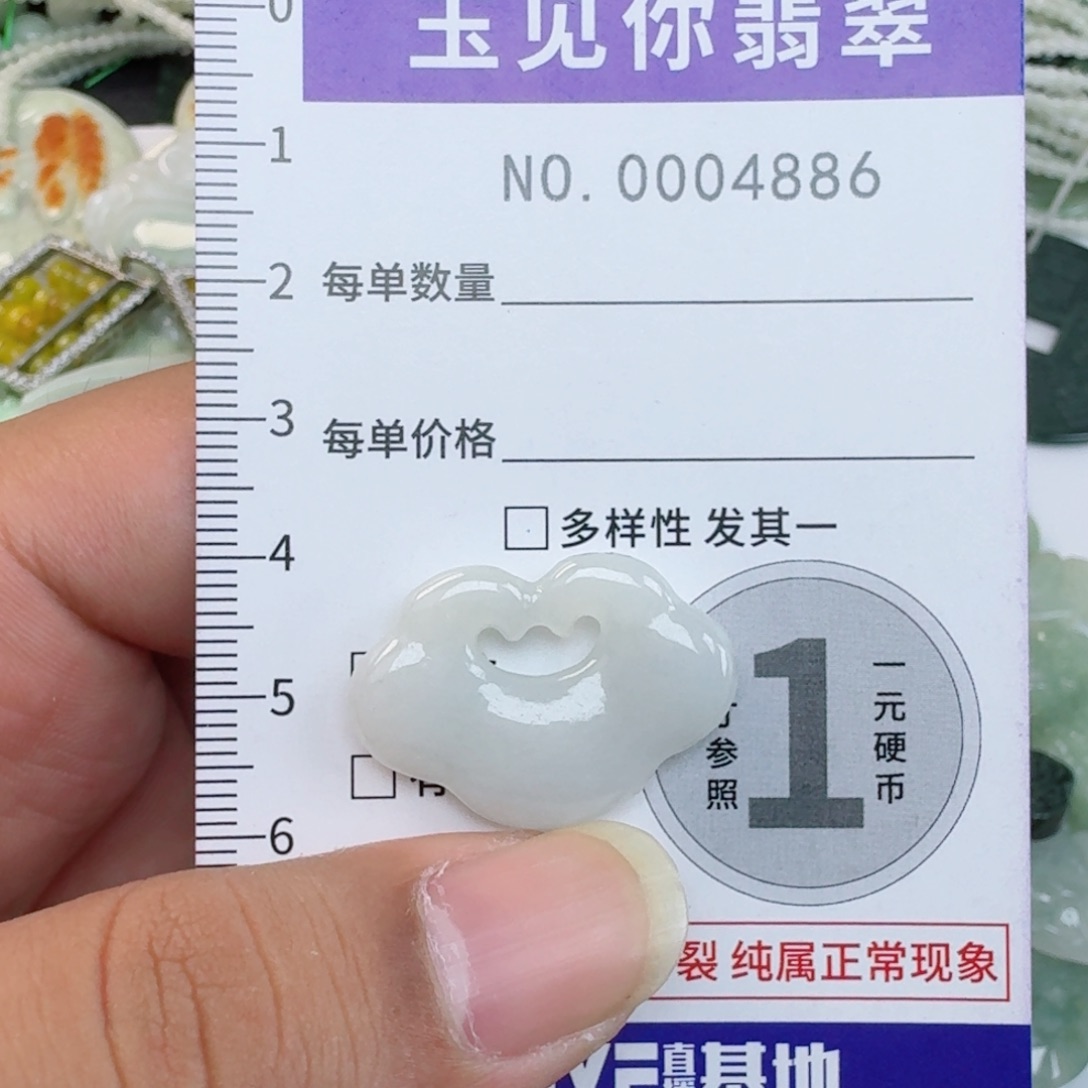 玉见你翡翠
0
1
NO. 0004886
2
每单数量
3
每单价格
多样性 发其一
4
5
6
1
一元硬币
参照
裂 纯属正常现象
直播基地